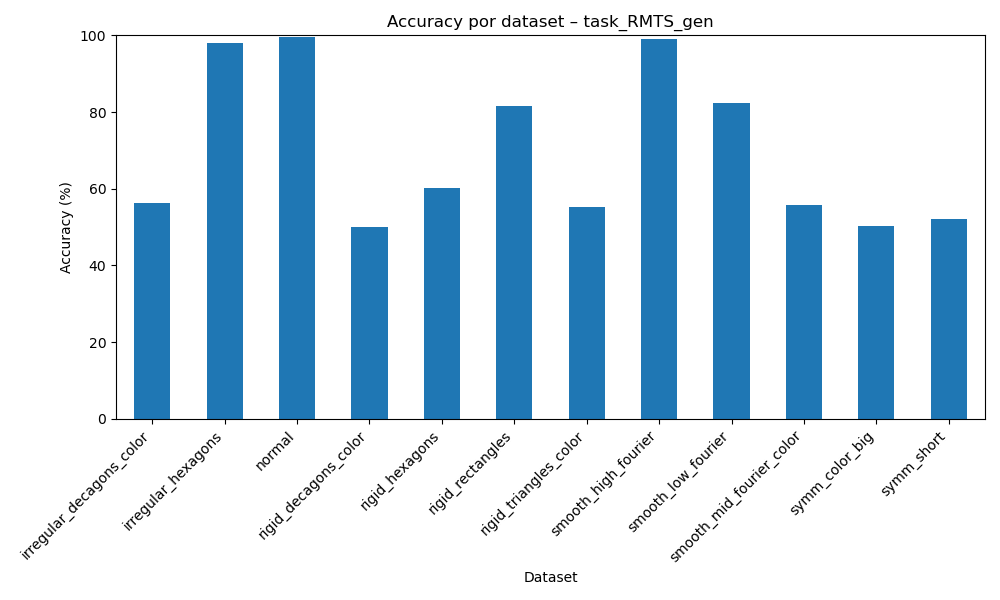 Accuracy por dataset – task_RMTS_gen
Accuracy (%)
100
80
60
40
20
0
irregular_decagons_color
irregular_hexagons
normal
rigid_decagons_color
rigid_hexagons
rigid_rectangles
rigid_triangles_color
smooth_high_fourier
smooth_low_fourier
smooth_mid_fourier_color
symm_color_big
symm_short
Dataset